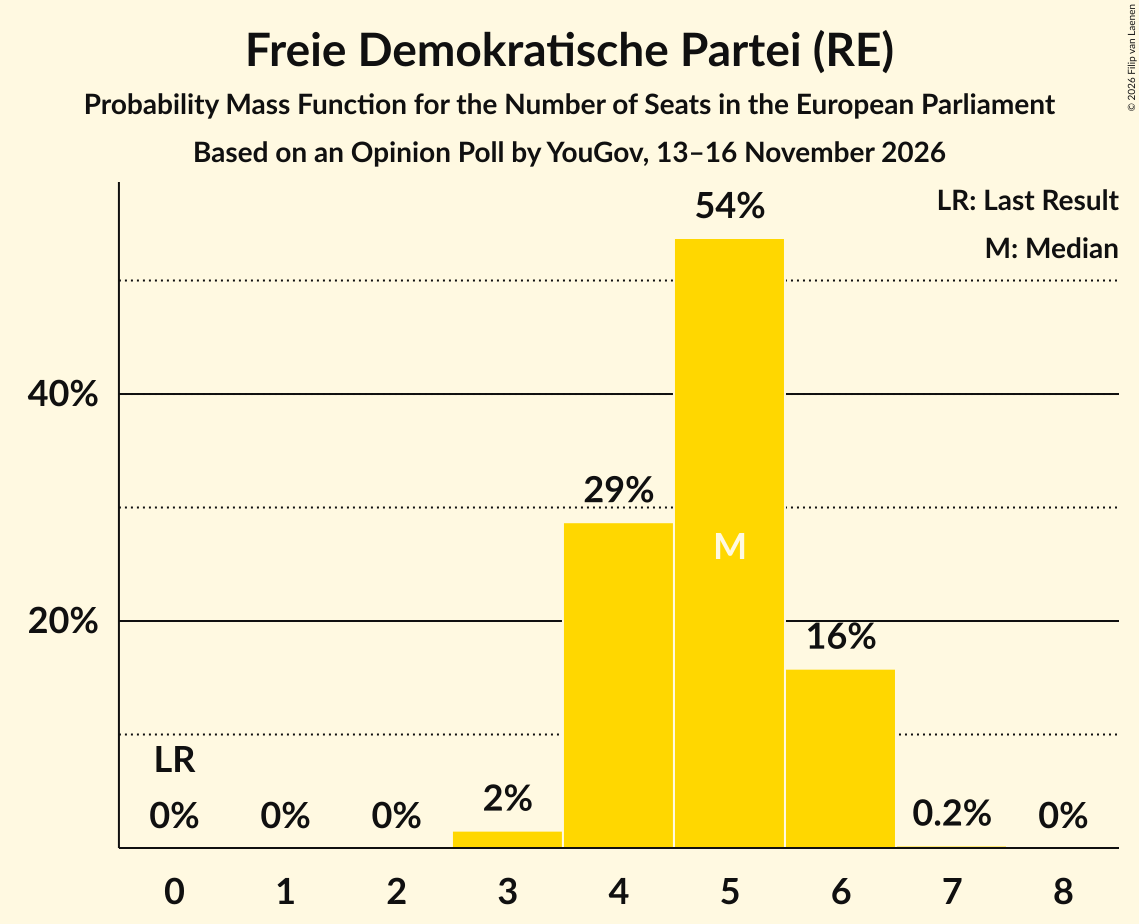 Freie Demokratische Partei (RE)
Probability Mass Function for the Number of Seats in the European Parliament
Based on an Opinion Poll by YouGov, 13–16 November 2026
© 2026 Filip van Laenen
LR: Last Result
M: Median
54%
40%
29%
M
20%
16%
LR
0%
0%
0%
2%
0.2%
0%
0
1
2
3
4
5
6
7
8